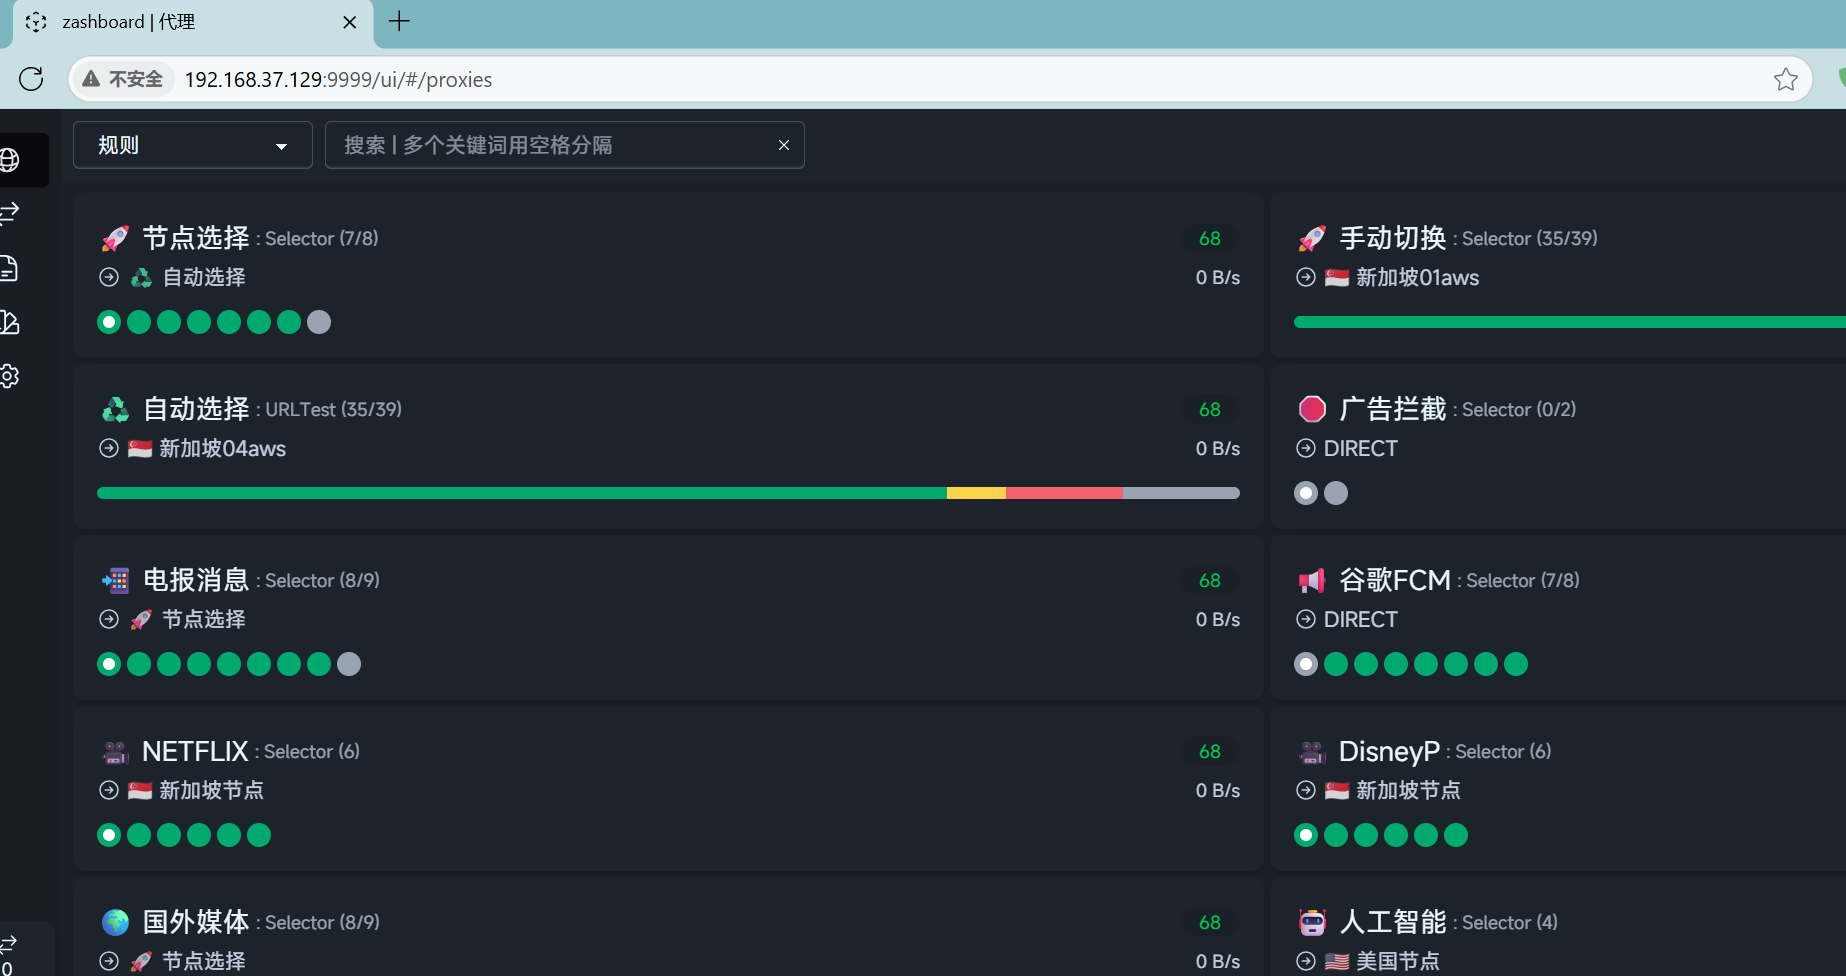 zashboard | 代理
不安全 192.168.37.129:9999/ui/#/proxies
规则
搜索 | 多个关键词用空格分隔
节点选择 : Selector (7/8) 68
自动选择 0 B/s
手动切换 : Selector (35/39)
新加坡01aws
自动选择 : URLTest (35/39) 68
新加坡04aws 0 B/s
广告拦截 : Selector (0/2)
DIRECT
电报消息 : Selector (8/9) 68
节点选择 0 B/s
谷歌FCM : Selector (7/8)
DIRECT
NETFLIX : Selector (6) 68
新加坡节点 0 B/s
DisneyP : Selector (6)
新加坡节点
国外媒体 : Selector (8/9) 68
节点选择 0 B/s
人工智能 : Selector (4)
美国节点
0